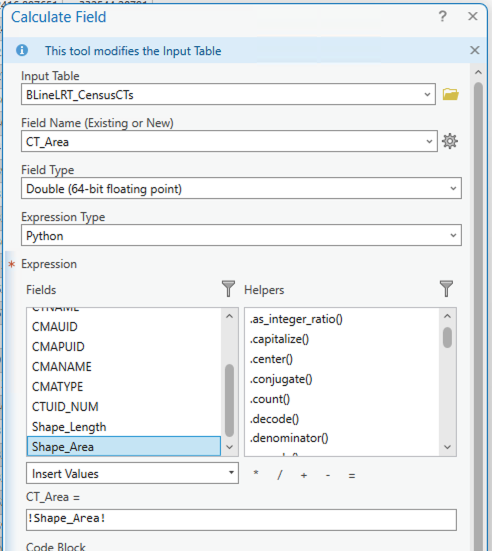 Calculate Field ? ×
This tool modifies the Input Table ×
Input Table
BLineLRT_CensusCTs
Field Name (Existing or New)
CT_Area
Field Type
Double (64-bit floating point)
Expression Type
Python
* Expression
Fields Helpers
CTNAME .as_integer_ratio()
CMAUID .capitalize()
CMAPUID .center()
CMANAME .conjugate()
CMATYPE .count()
CTUID_NUM .decode()
Shape_Length .denominator()
Shape_Area
Insert Values * / + - =
CT_Area =
!Shape_Area!
Code Block